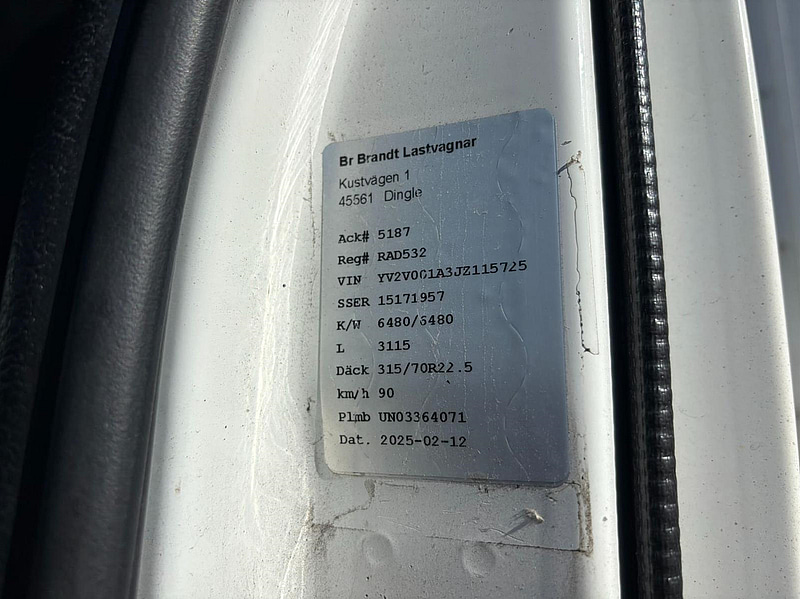 Br Brandt Lastvagnar
Kustvägen 1
45561 Dingle
Ack# 5187
Reg# RAD532
VIN YV2V001A3JZ115725
SSER 15171957
K/W 6480/6480
L 3115
Däck 315/70R22.5
km/h 90
Plmb UN03364071
Dat. 2025-02-12